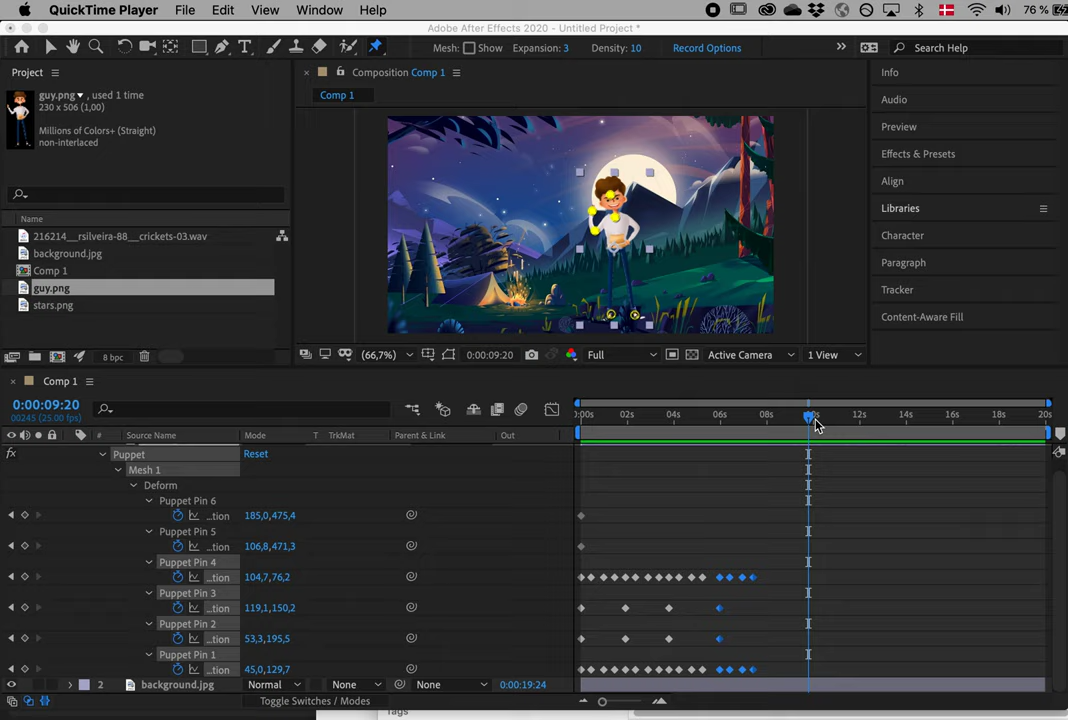 QuickTime Player File Edit View Window Help 76 %
Adobe After Effects 2020 - Untitled Project *
Mesh: Show Expansion: 3 Density: 10 Record Options Search Help
Project
guy.png , used 1 time
230 x 506 (1,00)
Millions of Colors+ (Straight)
non-interlaced
Name
216214__rsilveira-88__crickets-03.wav
background.jpg
Comp 1
guy.png
stars.png
8 bpc
Composition Comp 1
Comp 1
(66,7%) 0:00:09:20 Full Active Camera 1 View
Info
Audio
Preview
Effects & Presets
Align
Libraries
Character
Paragraph
Tracker
Content-Aware Fill
Comp 1
0:00:09:20
00245 (25.00 fps)
:00s 02s 04s 06s 08s 12s 14s 16s 18s 20s
# Source Name Mode T TrkMat Parent & Link Out
fx Puppet Reset
Mesh 1
Deform
Puppet Pin 6
...tion 185,0,475,4
Puppet Pin 5
...tion 106,8,471,3
Puppet Pin 4
...tion 104,7,76,2
Puppet Pin 3
...tion 119,1,150,2
Puppet Pin 2
...tion 53,3,195,5
Puppet Pin 1
...tion 45,0,129,7
2 background.jpg Normal None None 0:00:19:24
Toggle Switches / Modes
Tags